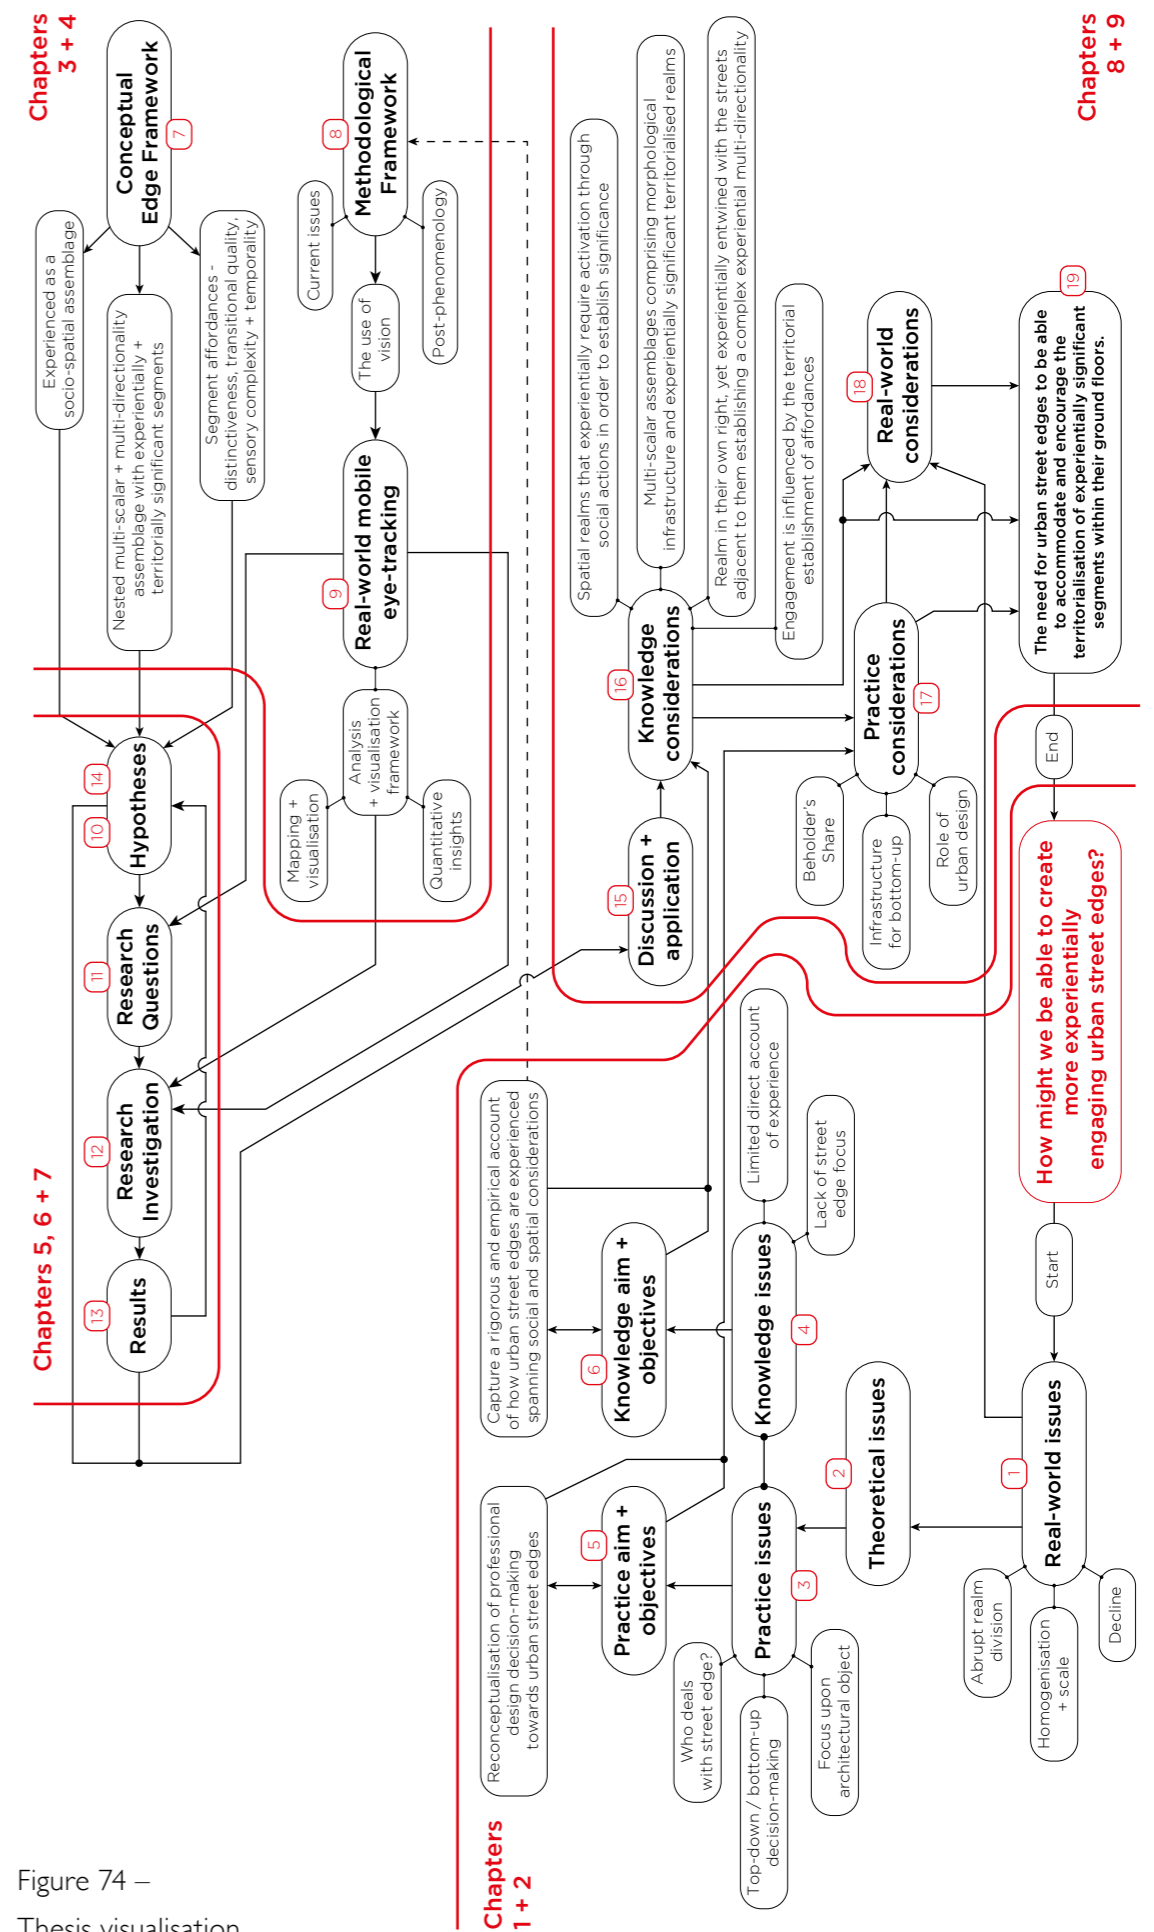 Chapters
3 + 4
Conceptual
Edge Framework
7
Experienced as a
socio-spatial assemblage
Nested multi-scalar + multi-directionality
assemblage with experientially +
territorially significant segments
Segment affordances -
distinctiveness, transitional quality,
sensory complexity + temporality
8
Methodological
Framework
Current issues
Post-phenomenology
The use of
vision
9
Real-world mobile
eye-tracking
Analysis
+ visualisation
framework
Mapping +
visualisation
Quantitative
insights
Chapters 5, 6 + 7
14
10
Hypotheses
11
Research
Questions
12
Research
Investigation
13
Results
Chapters
8 + 9
15
Discussion +
application
16
Knowledge
considerations
Spatial realms that experientially require activation through
social actions in order to establish significance
Multi-scalar assemblages comprising morphological
infrastructure and experientially significant territorialised realms
Realm in their own right, yet experientially entwined with the streets
adjacent to them establishing a complex experiential multi-directionality
Engagement is influenced by the territorial
establishment of affordances
Practice
considerations
17
Beholder's
Share
Infrastructure
for bottom-up
Role of
urban design
18
Real-world
considerations
19
The need for urban street edges to be able
to accommodate and encourage the
territorialisation of experientially significant
segments within their ground floors.
End
How might we be able to create
more experientially
engaging urban street edges?
Start
Chapters
1 + 2
1
Real-world issues
Abrupt realm
division
Homogenisation
+ scale
Decline
2
Theoretical issues
Practice issues
3
Who deals
with street edge?
Top-down / bottom-up
decision-making
Focus upon
architectural object
Knowledge issues
4
Limited direct account
of experience
Lack of street
edge focus
5
Practice aim +
objectives
Reconceptualisation of professional
design decision-making
towards urban street edges
6
Knowledge aim +
objectives
Capture a rigorous and empirical account
of how urban street edges are experienced
spanning social and spatial considerations
Figure 74 –
Thesis visualisation